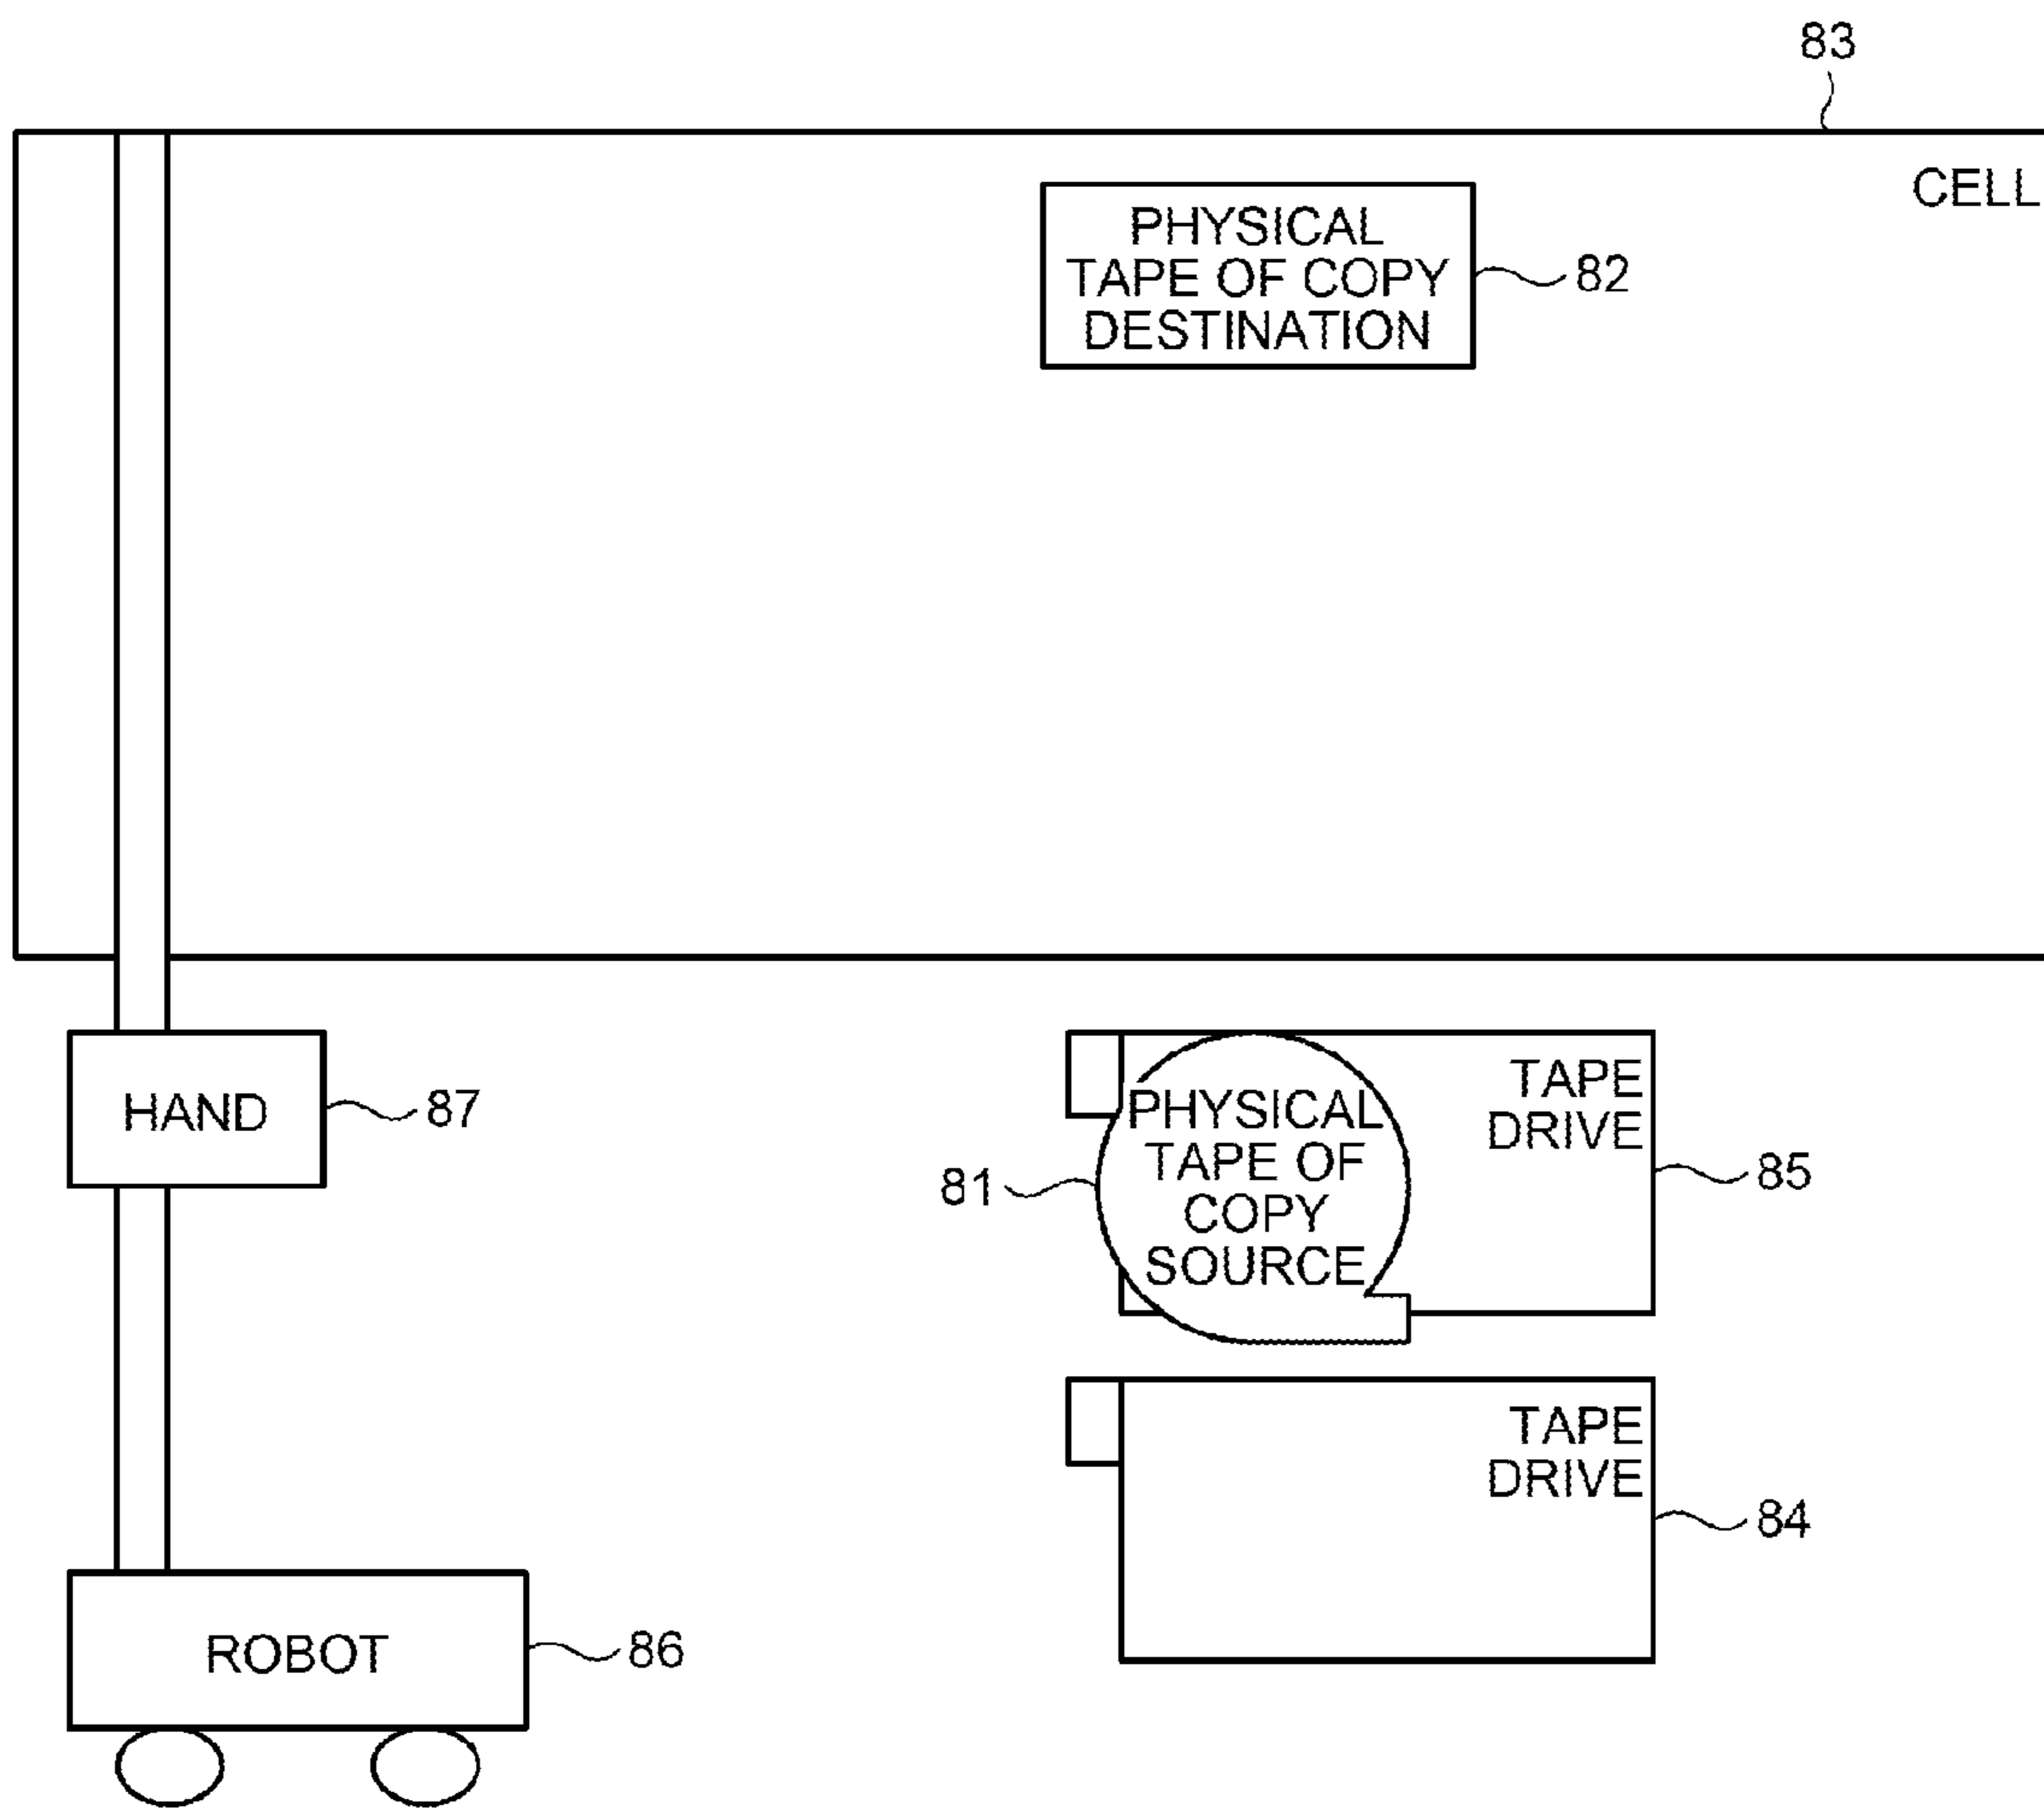 83
CELL
PHYSICAL
TAPE OF COPY
DESTINATION
82
HAND
87
PHYSICAL
TAPE OF
COPY
SOURCE
81
TAPE
DRIVE
85
TAPE
DRIVE
84
ROBOT
86